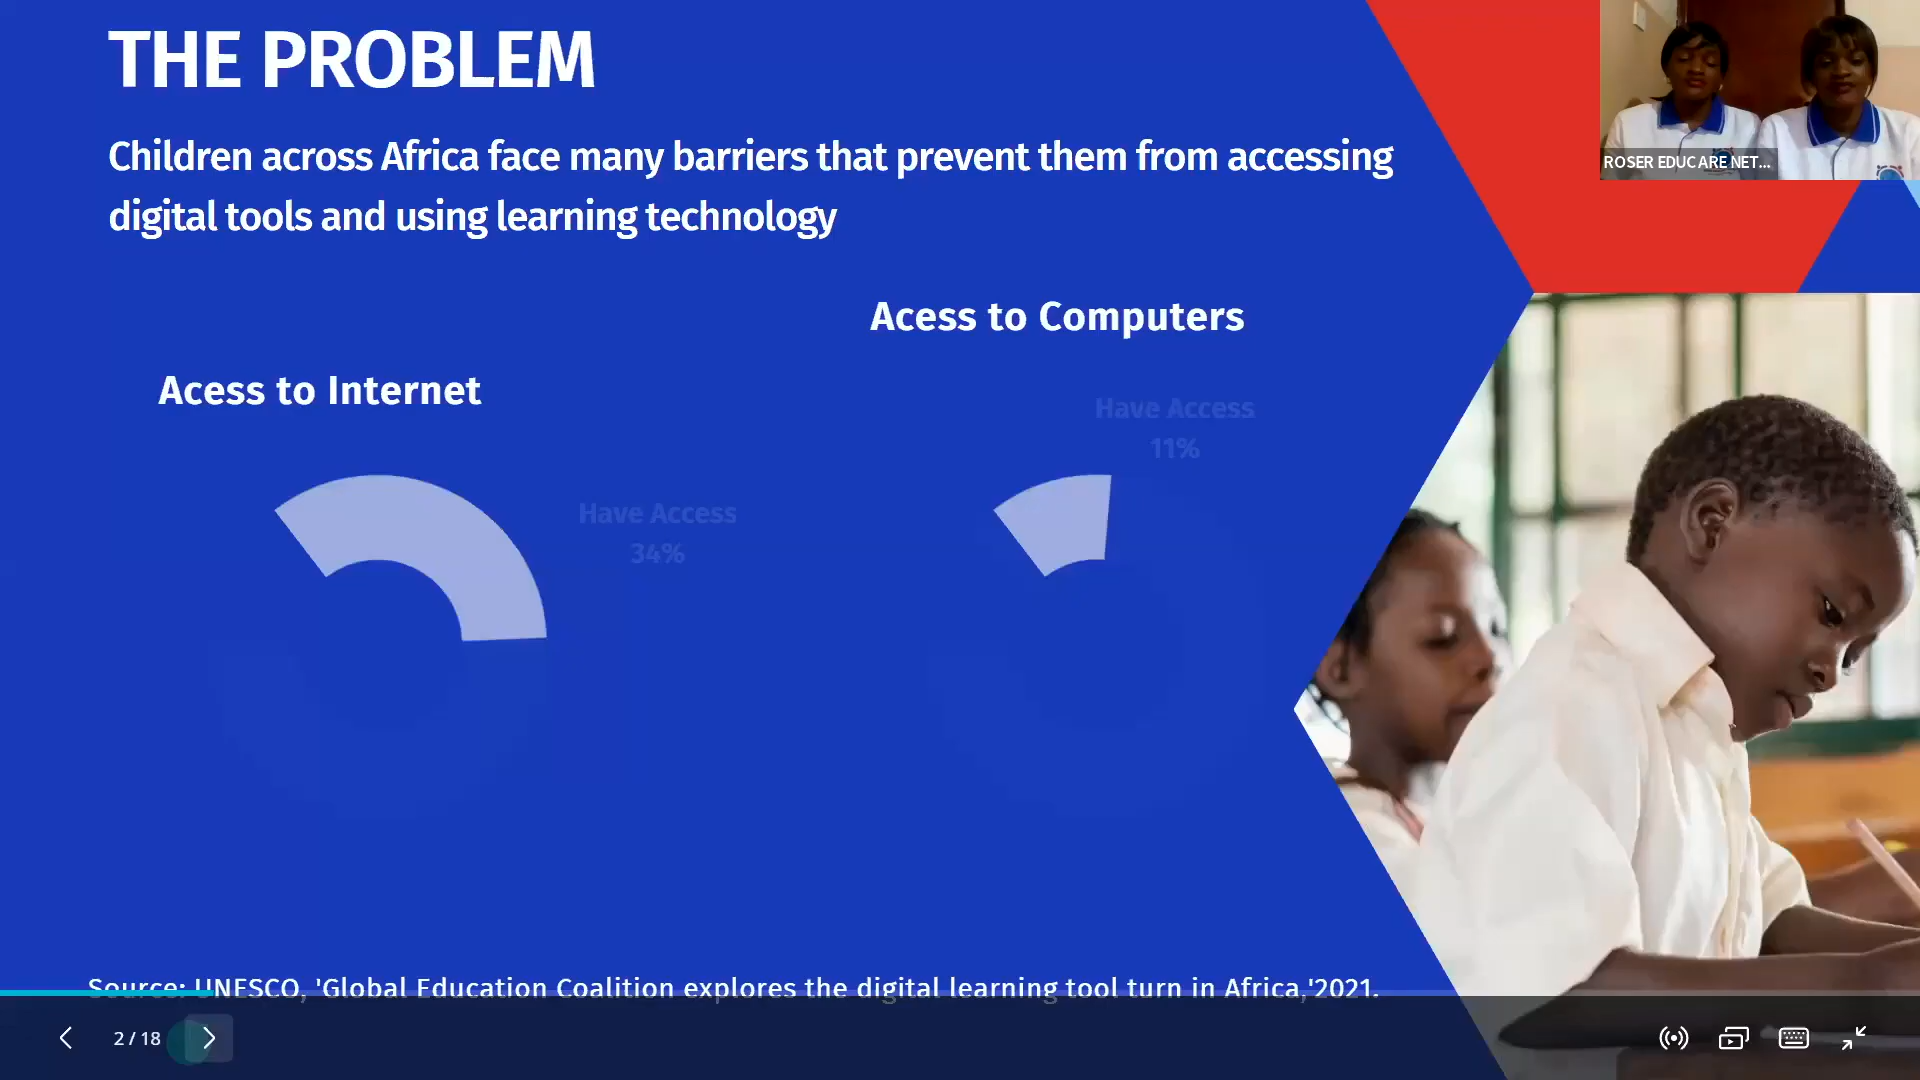 THE PROBLEM
Children across Africa face many barriers that prevent them from accessing
digital tools and using learning technology
ROSER EDUCARE NET...
Acess to Computers
Acess to Internet
Have Access
11%
Have Access
34%
Source: UNESCO, 'Global Education Coalition explores the digital learning tool turn in Africa,'2021.
2 / 18